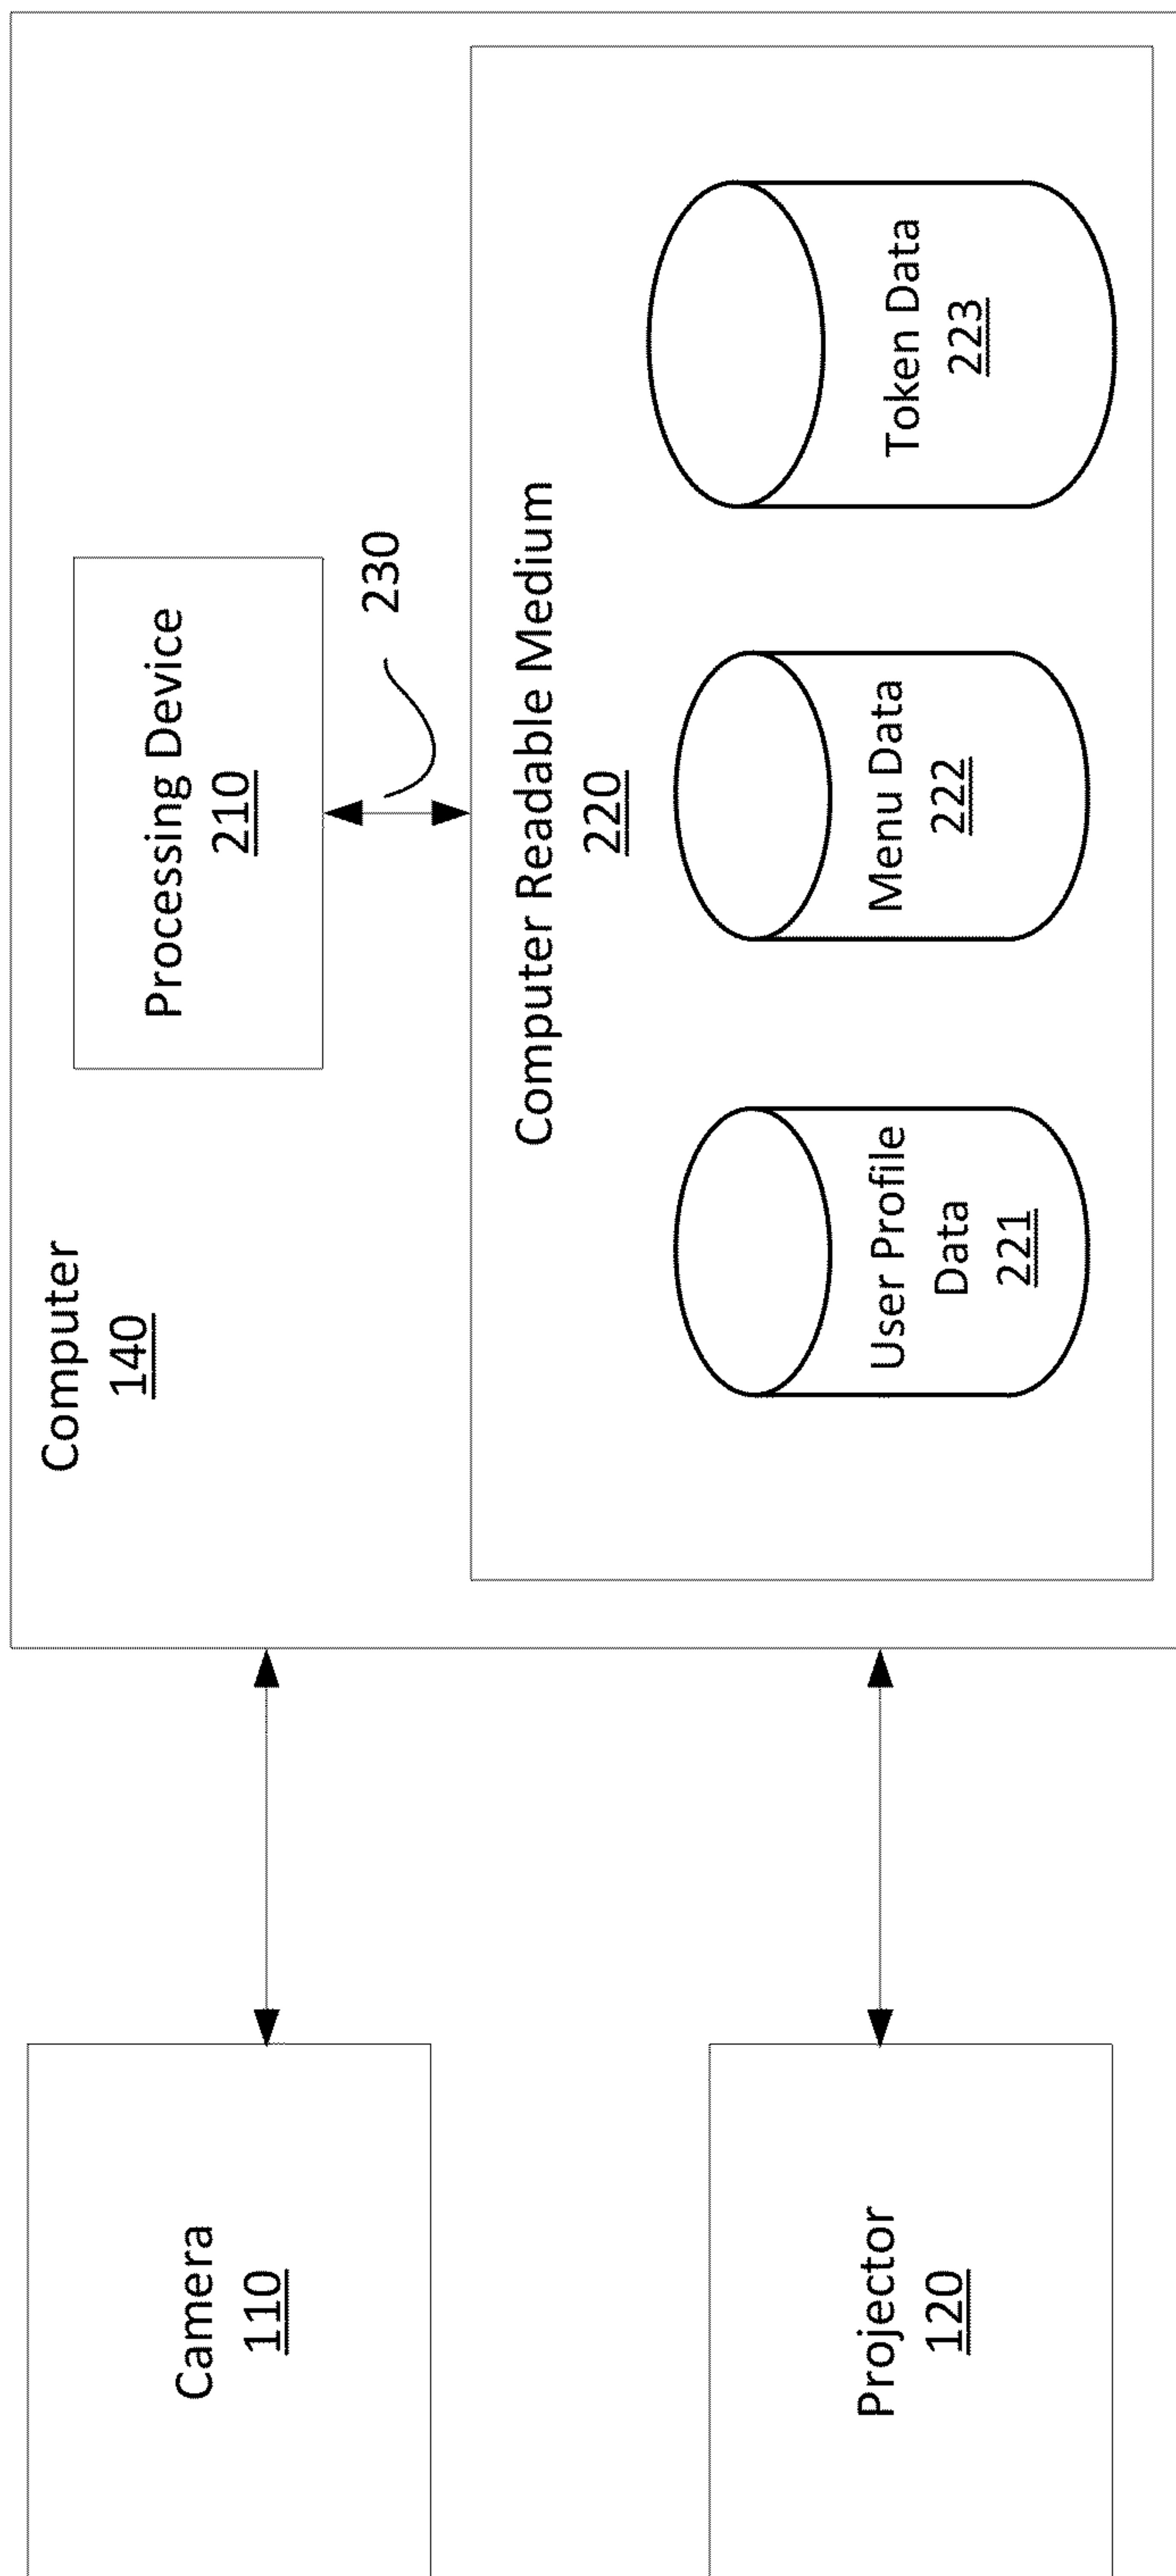 Camera
110
Projector
120
Computer
140
Processing Device
210
230
Computer Readable Medium
220
User Profile
Data
221
Menu Data
222
Token Data
223